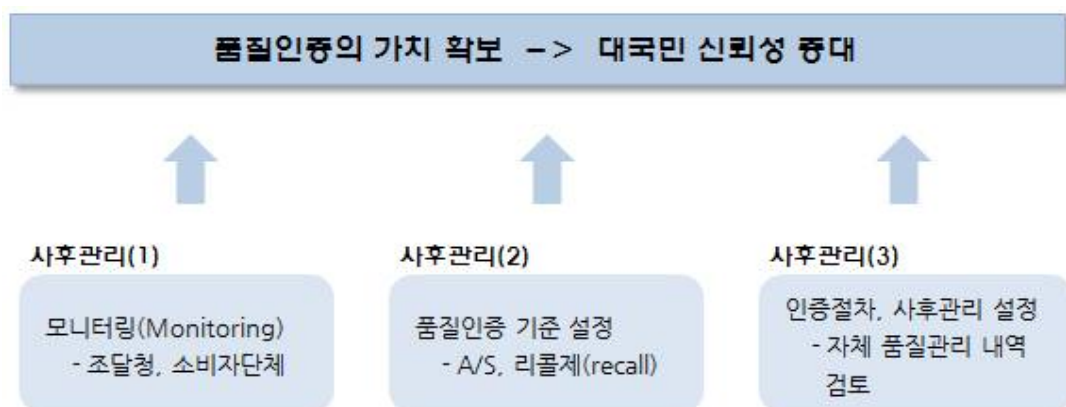 품질인증의 가치 확보 -> 대국민 신뢰성 증대
사후관리(1)
모니터링(Monitoring)
- 조달청, 소비자단체
사후관리(2)
품질인증 기준 설정
- A/S, 리콜제(recall)
사후관리(3)
인증절차, 사후관리 설정
- 자체 품질관리 내역
검토